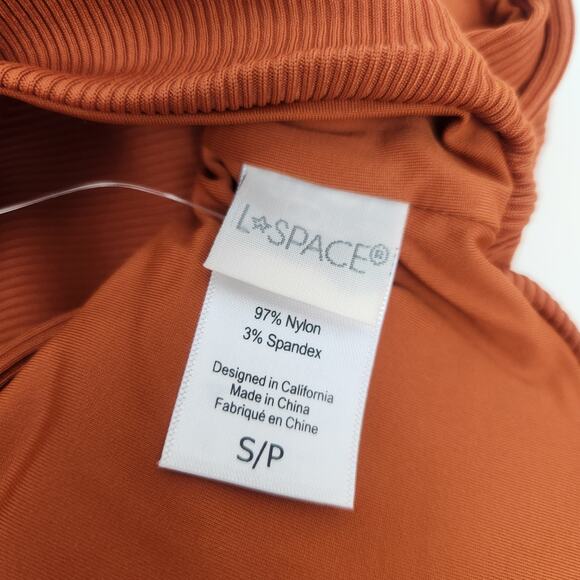 L☆SPACE®
97% Nylon
3% Spandex
Designed in California
Made in China
Fabriqué en Chine
S/P